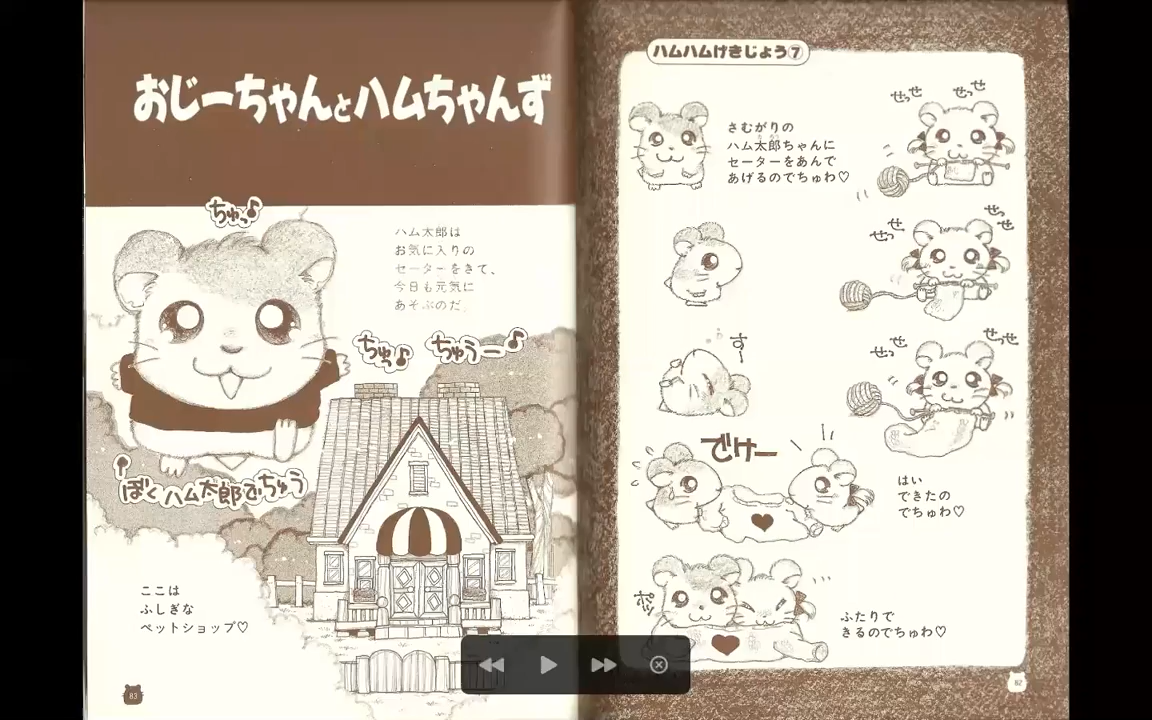 ハムハムけきじょう⑦
さむがりの
ハム太郎ちゃんに
セーターをあんで
あげるのでちゅわ♡
せっせ
せっせ
せっせ
せっせ
すー
せっせ
せっせ
でけー
はい
できたの
でちゅわ♡
ポッ
ふたりで
きるのでちゅわ♡
82
おじーちゃんとハムちゃんず
ちゅっ♪
ハム太郎は
お気に入りの
セーターをきて、
今日も元気に
あそぶのだ。
ちゅっ♪
ちゅうー♪
ぼくハム太郎でちゅう
ここは
ふしぎな
ペットショップ♡
83